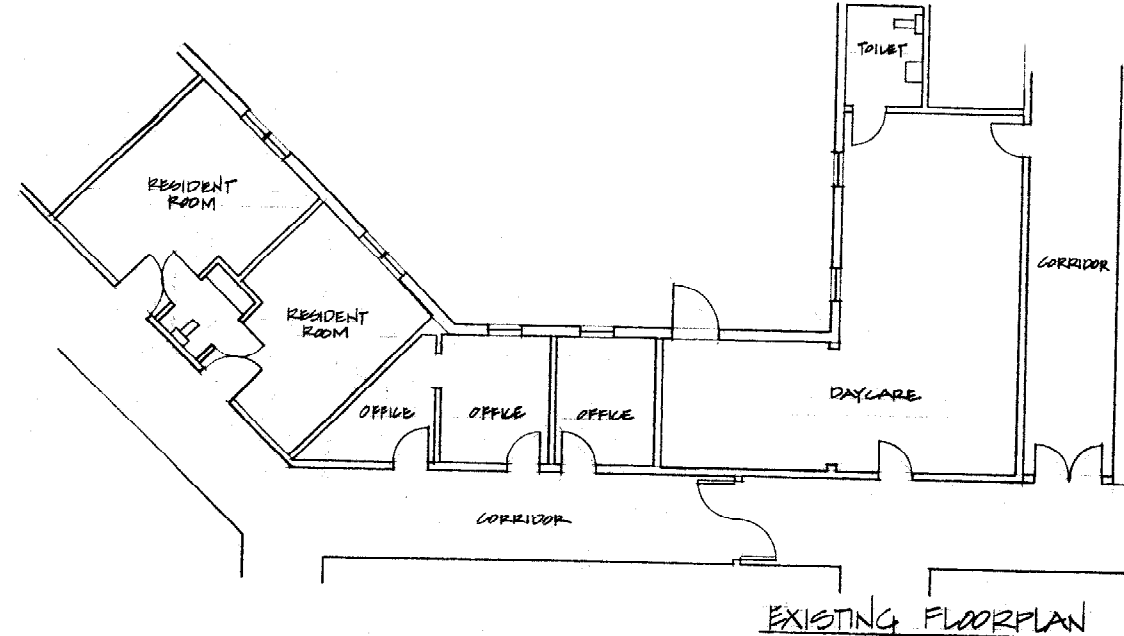 TOILET
RESIDENT
ROOM
CORRIDOR
RESIDENT
ROOM
DAYCARE
OFFICE
OFFICE
OFFICE
CORRIDOR
EXISTING FLOORPLAN